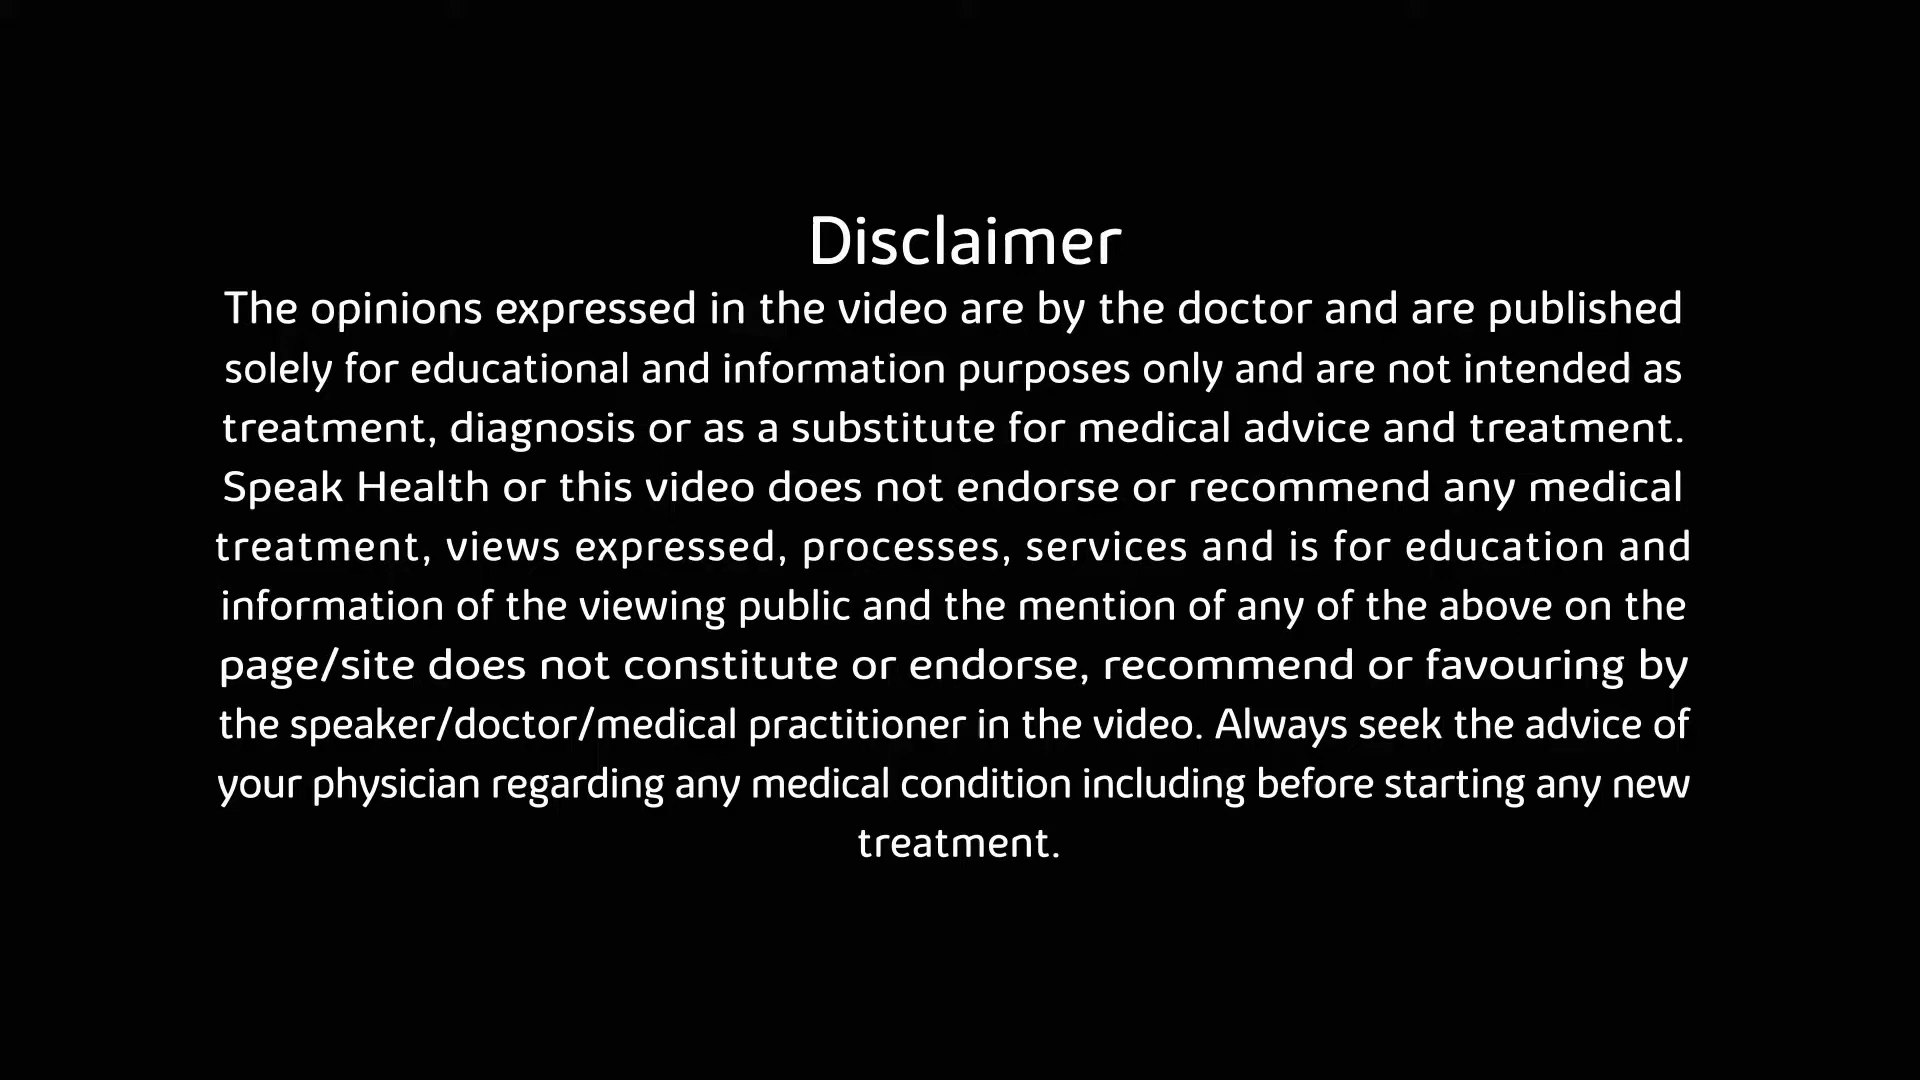 Disclaimer
The opinions expressed in the video are by the doctor and are published
solely for educational and information purposes only and are not intended as
treatment, diagnosis or as a substitute for medical advice and treatment.
Speak Health or this video does not endorse or recommend any medical
treatment, views expressed, processes, services and is for education and
information of the viewing public and the mention of any of the above on the
page/site does not constitute or endorse, recommend or favouring by
the speaker/doctor/medical practitioner in the video. Always seek the advice of
your physician regarding any medical condition including before starting any new
treatment.